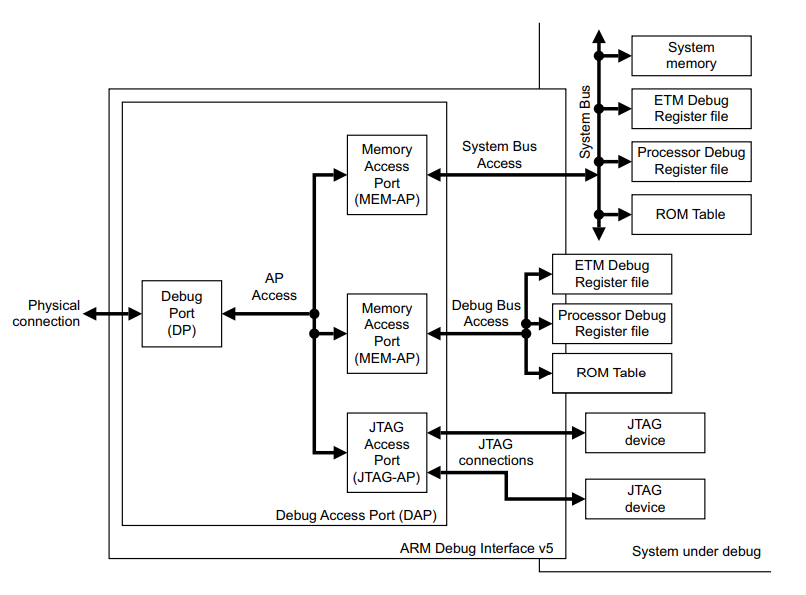 System
memory
ETM Debug
Register file
Processor Debug
Register file
ROM Table
System Bus
Memory
Access
Port
(MEM-AP)
System Bus
Access
AP
Access
Physical
connection
Debug
Port
(DP)
Memory
Access
Port
(MEM-AP)
Debug Bus
Access
ETM Debug
Register file
Processor Debug
Register file
ROM Table
JTAG
Access
Port
(JTAG-AP)
JTAG
connections
JTAG
device
JTAG
device
Debug Access Port (DAP)
ARM Debug Interface v5
System under debug